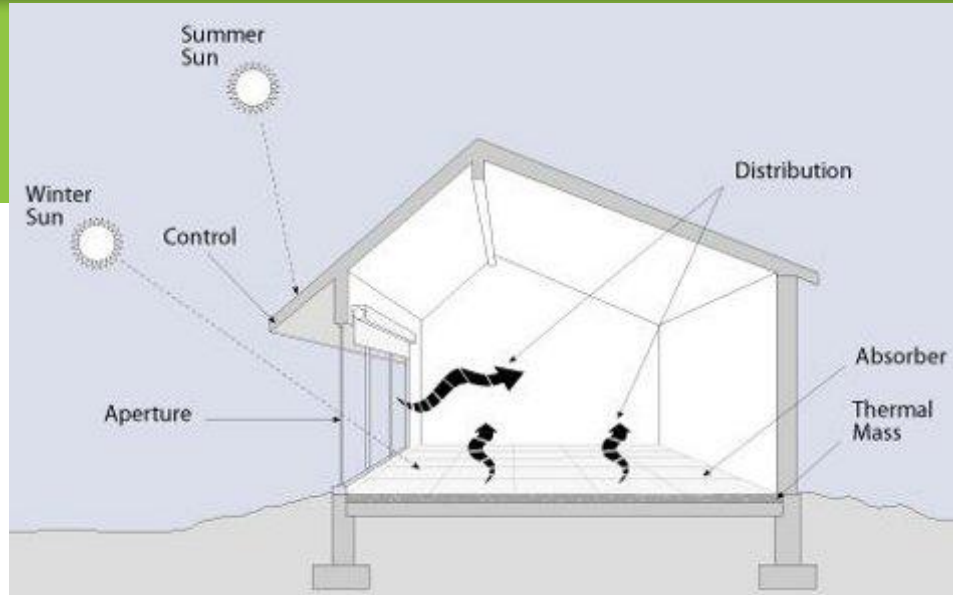 Summer
Sun
Winter
Sun
Control
Distribution
Absorber
Aperture
Thermal
Mass